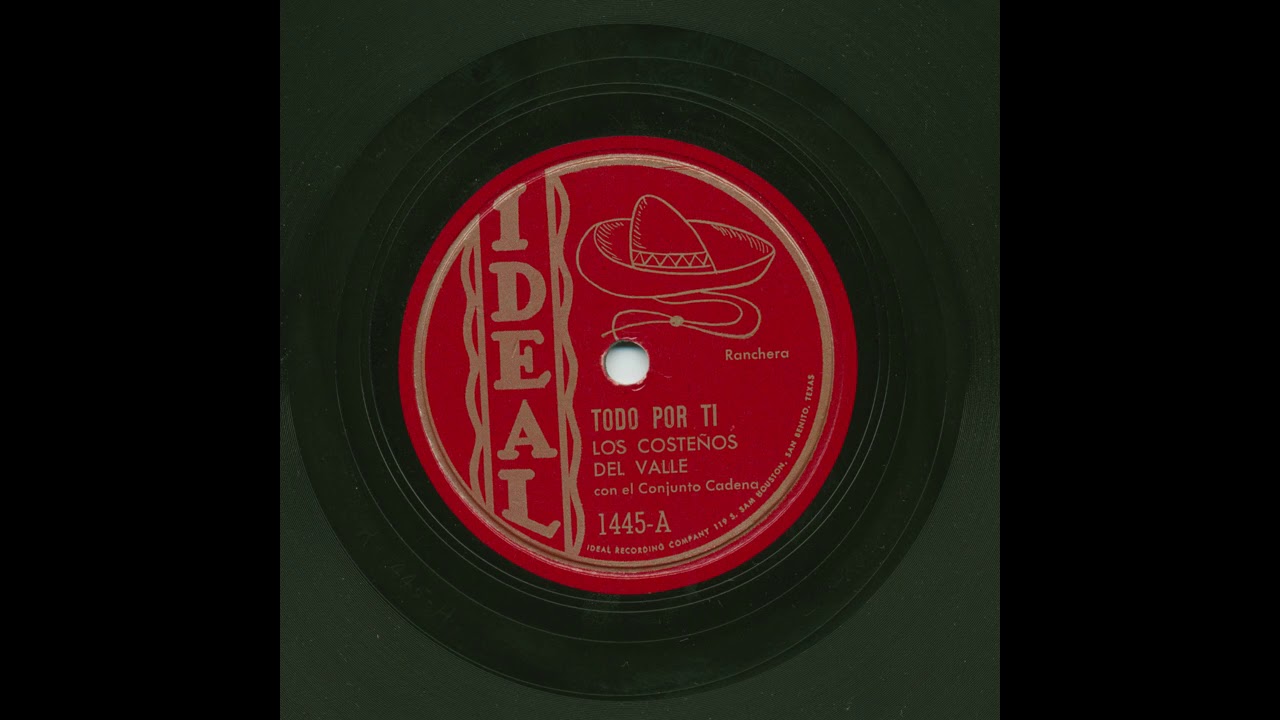 IDEAL
Ranchera
TODO POR TI
LOS COSTEÑOS
DEL VALLE
con el Conjunto Cadena
1445-A
IDEAL RECORDING COMPANY 119 S. SAM HOUSTON, SAN BENITO, TEXAS